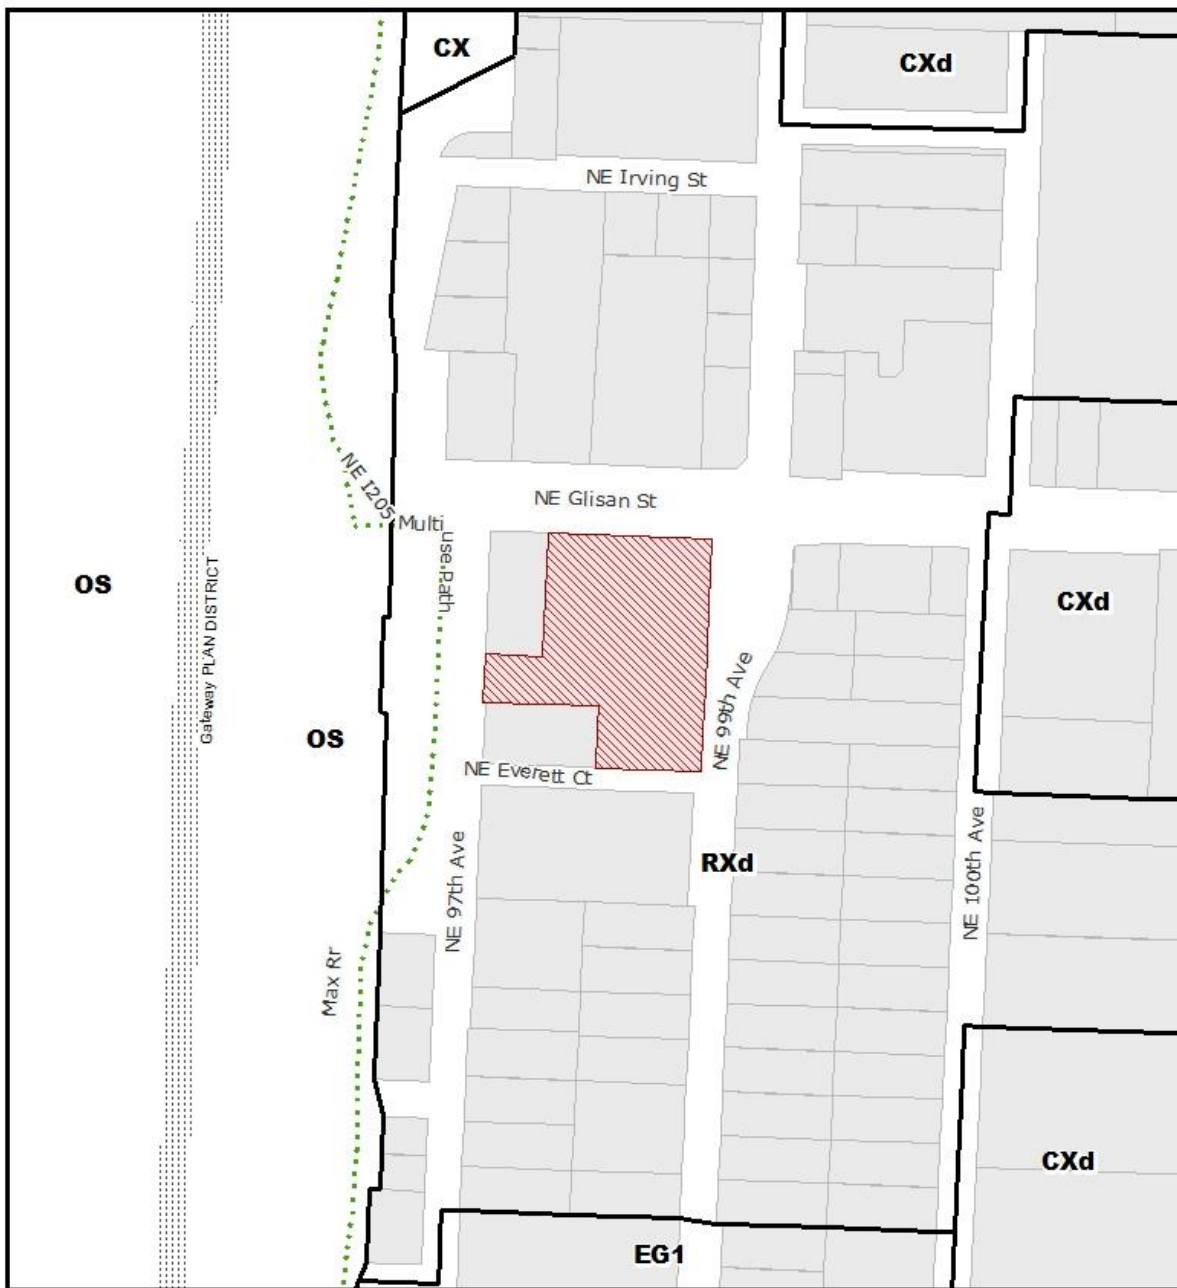 CX
CXd
NE Irving St
NE I205 Multi use Path
NE Glisan St
OS
Gateway PLAN DISTRICT
CXd
OS
NE 99th Ave
NE Everett Ct
RXd
NE 97th Ave
NE 100th Ave
Max Rr
CXd
EG1